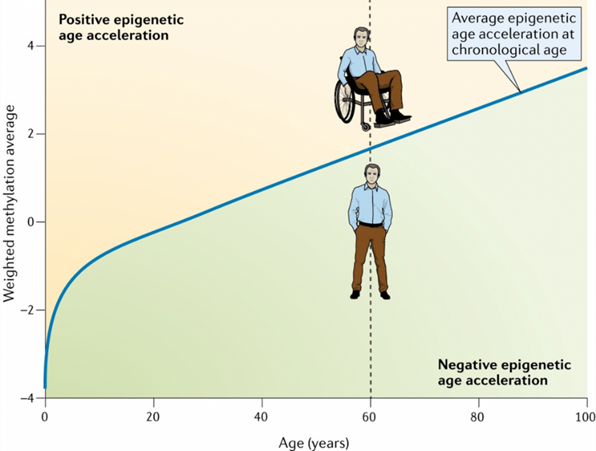 Positive epigenetic
age acceleration
Average epigenetic
age acceleration at
chronological age
Weighted methylation average
4
2
0
−2
−4
Negative epigenetic
age acceleration
0
20
40
60
80
100
Age (years)